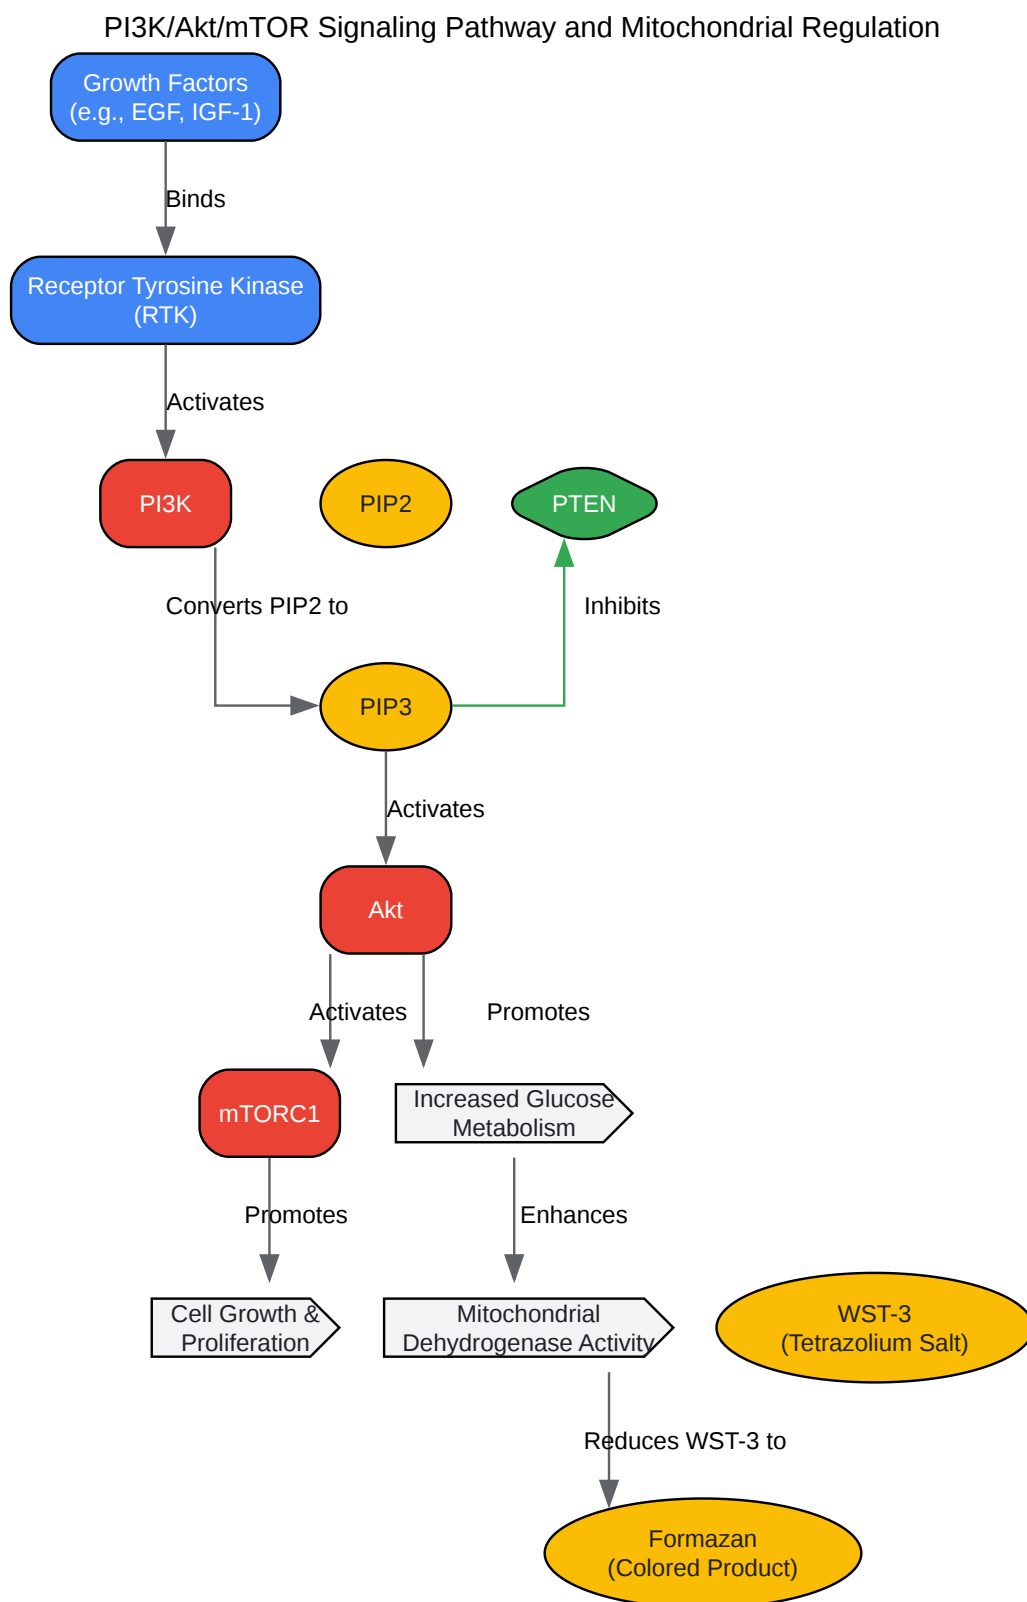 PI3K/Akt/mTOR Signaling Pathway and Mitochondrial Regulation
Growth Factors
(e.g., EGF, IGF-1)
Binds
Receptor Tyrosine Kinase
(RTK)
Activates
PI3K
PIP2
PTEN
Converts PIP2 to
Inhibits
PIP3
Activates
Akt
Activates
Promotes
mTORC1
Increased Glucose
Metabolism
Promotes
Enhances
Cell Growth &
Proliferation
Mitochondrial
Dehydrogenase Activity
WST-3
(Tetrazolium Salt)
Reduces WST-3 to
Formazan
(Colored Product)